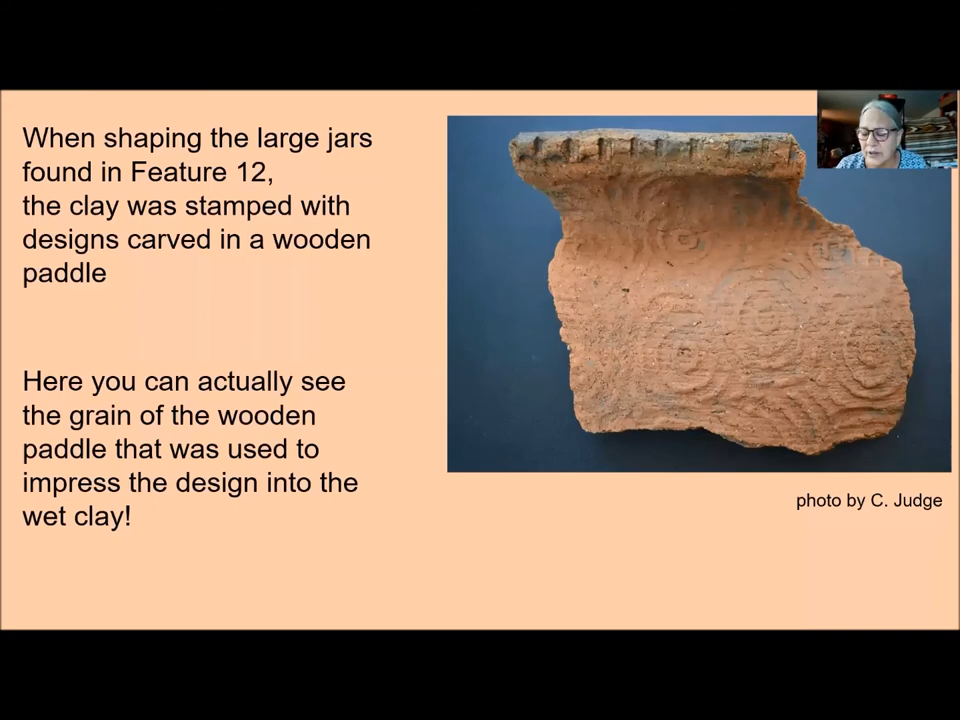 When shaping the large jars
found in Feature 12,
the clay was stamped with
designs carved in a wooden
paddle
Here you can actually see
the grain of the wooden
paddle that was used to
impress the design into the
wet clay!
photo by C. Judge